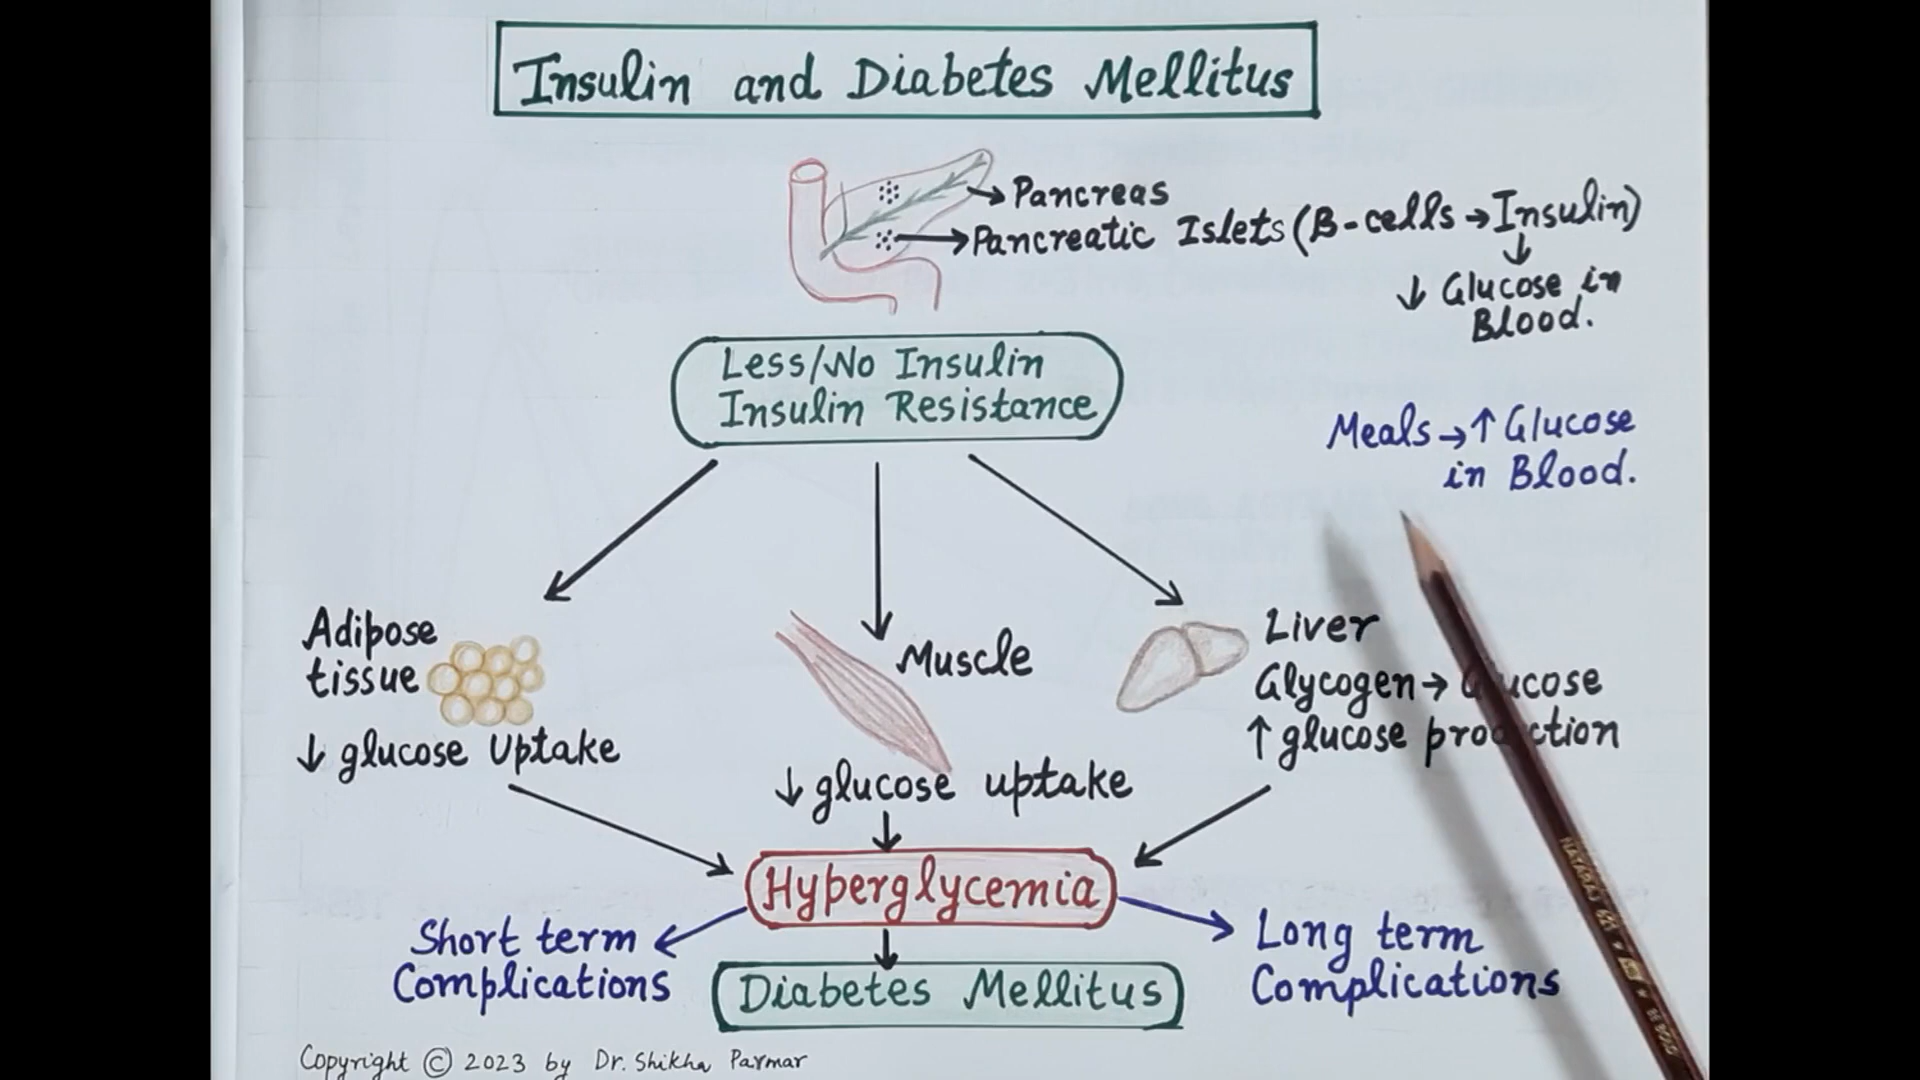 Insulin and Diabetes Mellitus
→Pancreas
→Pancreatic Islets (B-cells→Insulin)
↓
↓ Glucose in
Blood.
Less/No Insulin
Insulin Resistance
Meals→↑Glucose
in Blood.
Adipose
tissue
↓ glucose Uptake
Muscle
↓ glucose uptake
Liver
Glycogen→
↑ glucose
Hyperglycemia
Short term
Complications
Long term
Complications
Diabetes Mellitus
Copyright © 2023 by Dr. Shikha Parmar
NATARAJ